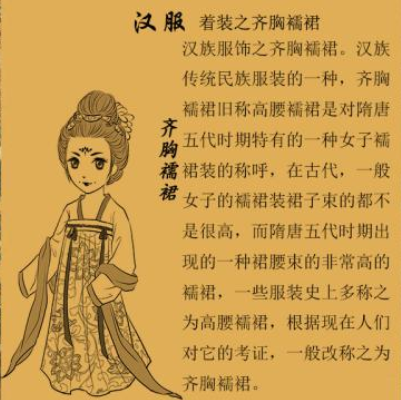 汉服 着装之齐胸襦裙
汉族服饰之齐胸襦裙。汉族
传统民族服装的一种，齐胸
襦裙旧称高腰襦裙是对隋唐
五代时期特有的一种女子襦
裙装的称呼，在古代，一般
女子的襦裙装裙子束的都不
是很高，而隋唐五代时期出
现的一种裙腰束的非常高的
襦裙，一些服装史上多称之
为高腰襦裙，根据现在人们
对它的考证，一般改称之为
齐胸襦裙。
齐胸襦裙